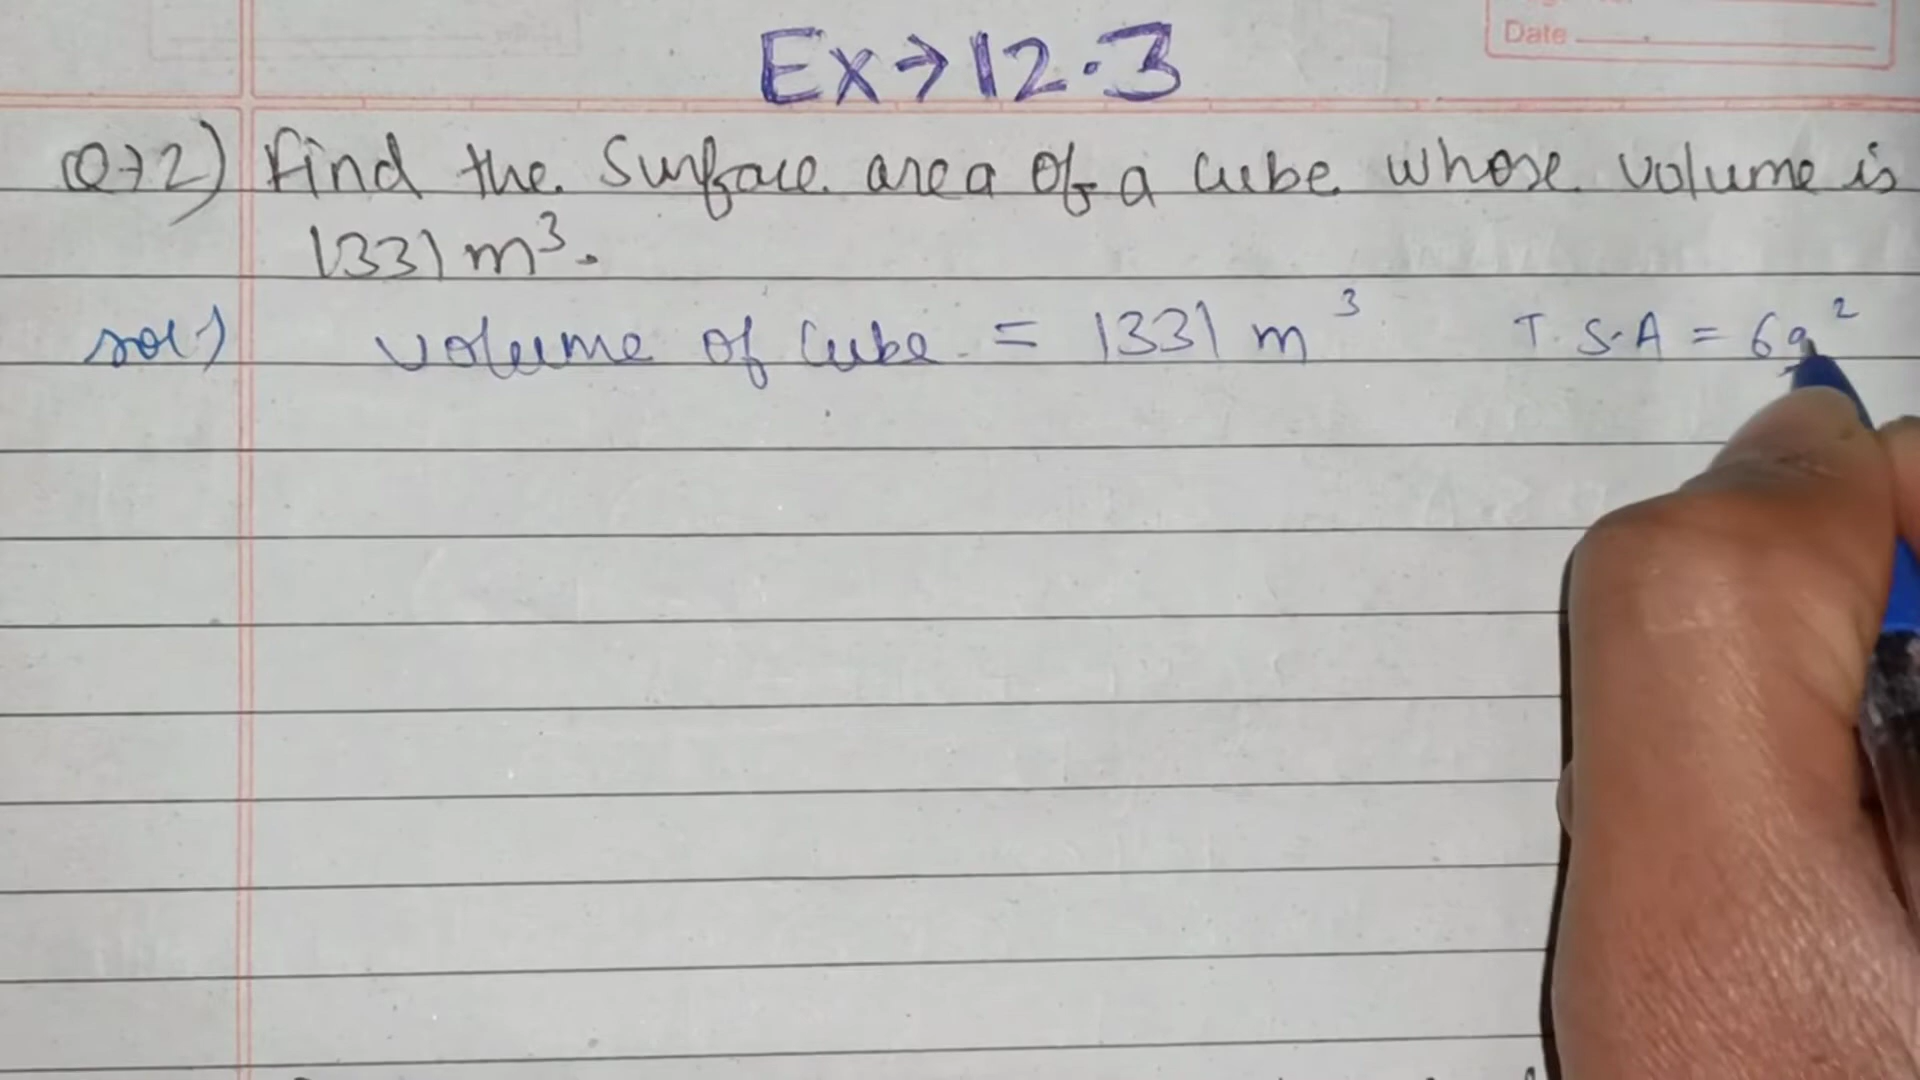 Date
Ex→12.3
Q→2) Find the Surface area of a cube whose volume is
1331 m³.
sol) volume of cube = 1331 m³ T.S.A = 6a²